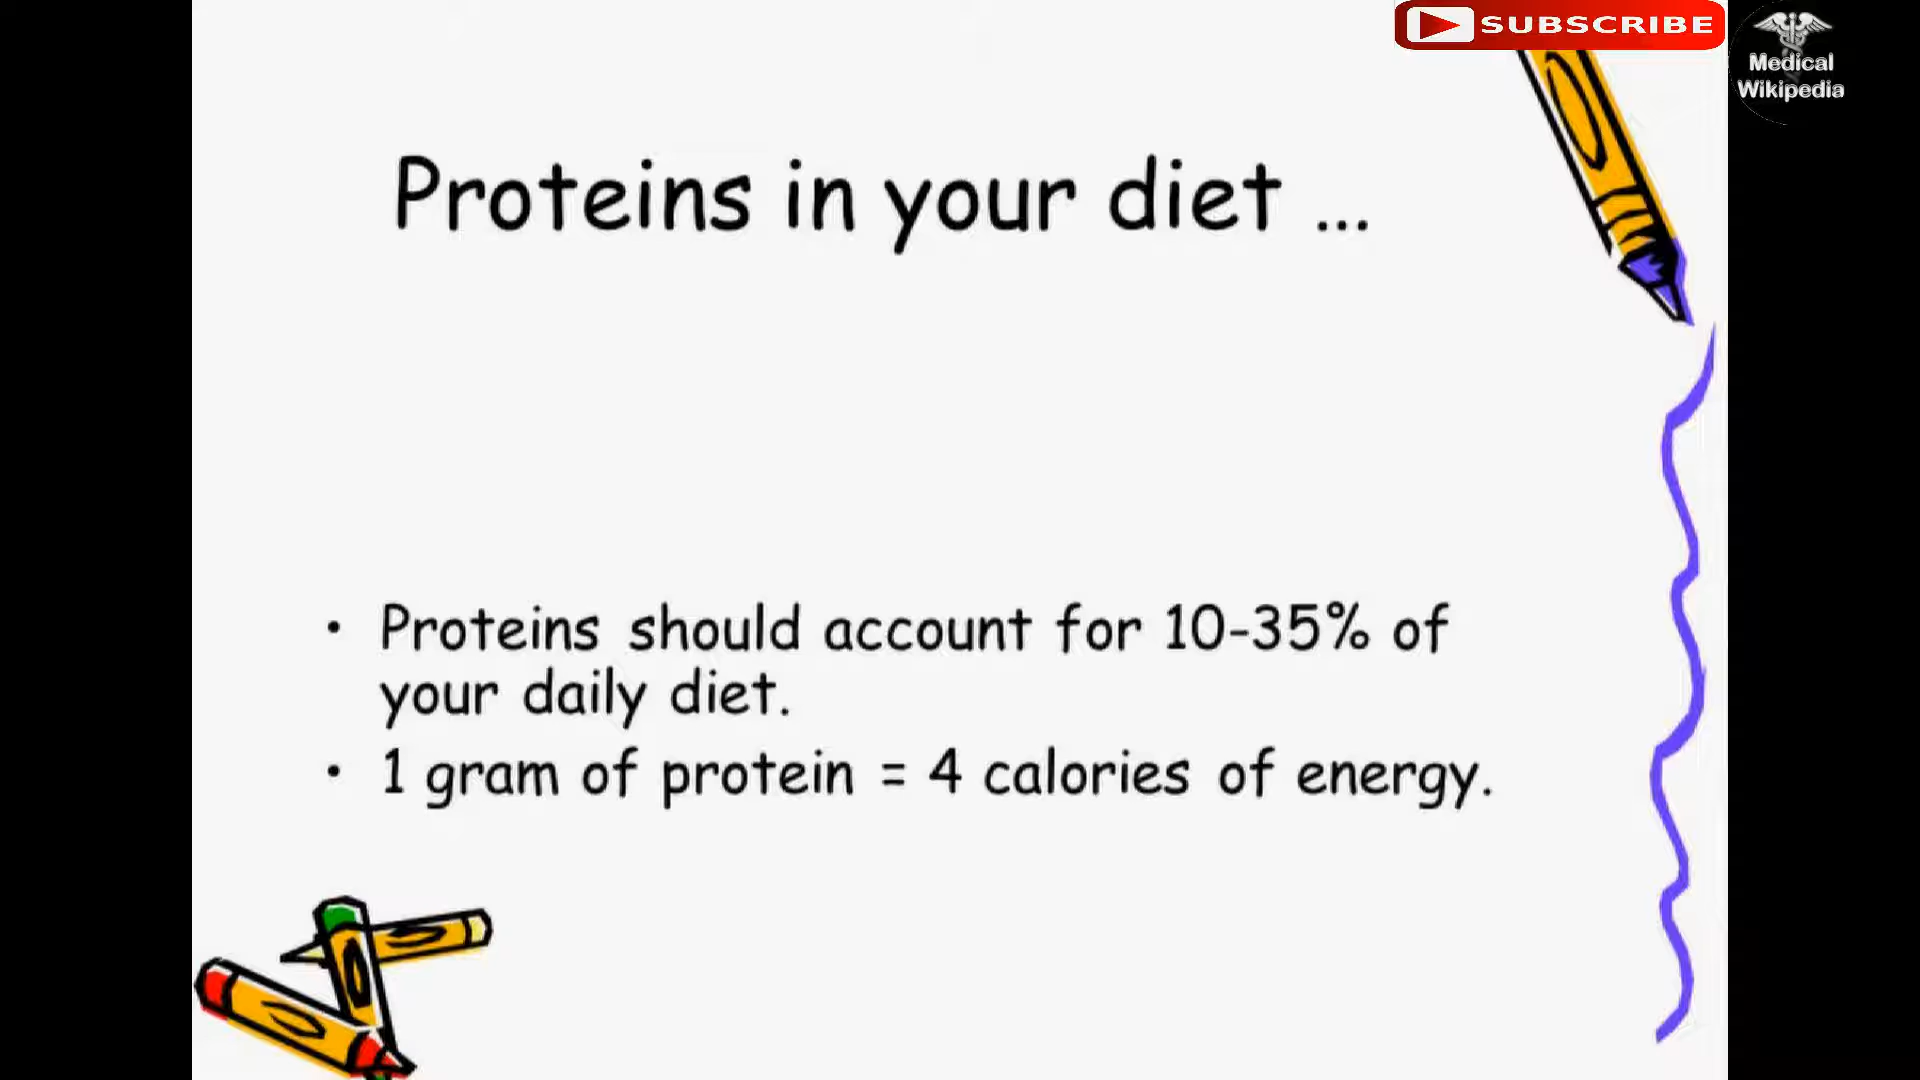 SUBSCRIBE
Medical
Wikipedia
Proteins in your diet ...
• Proteins should account for 10-35% of
your daily diet.
• 1 gram of protein = 4 calories of energy.